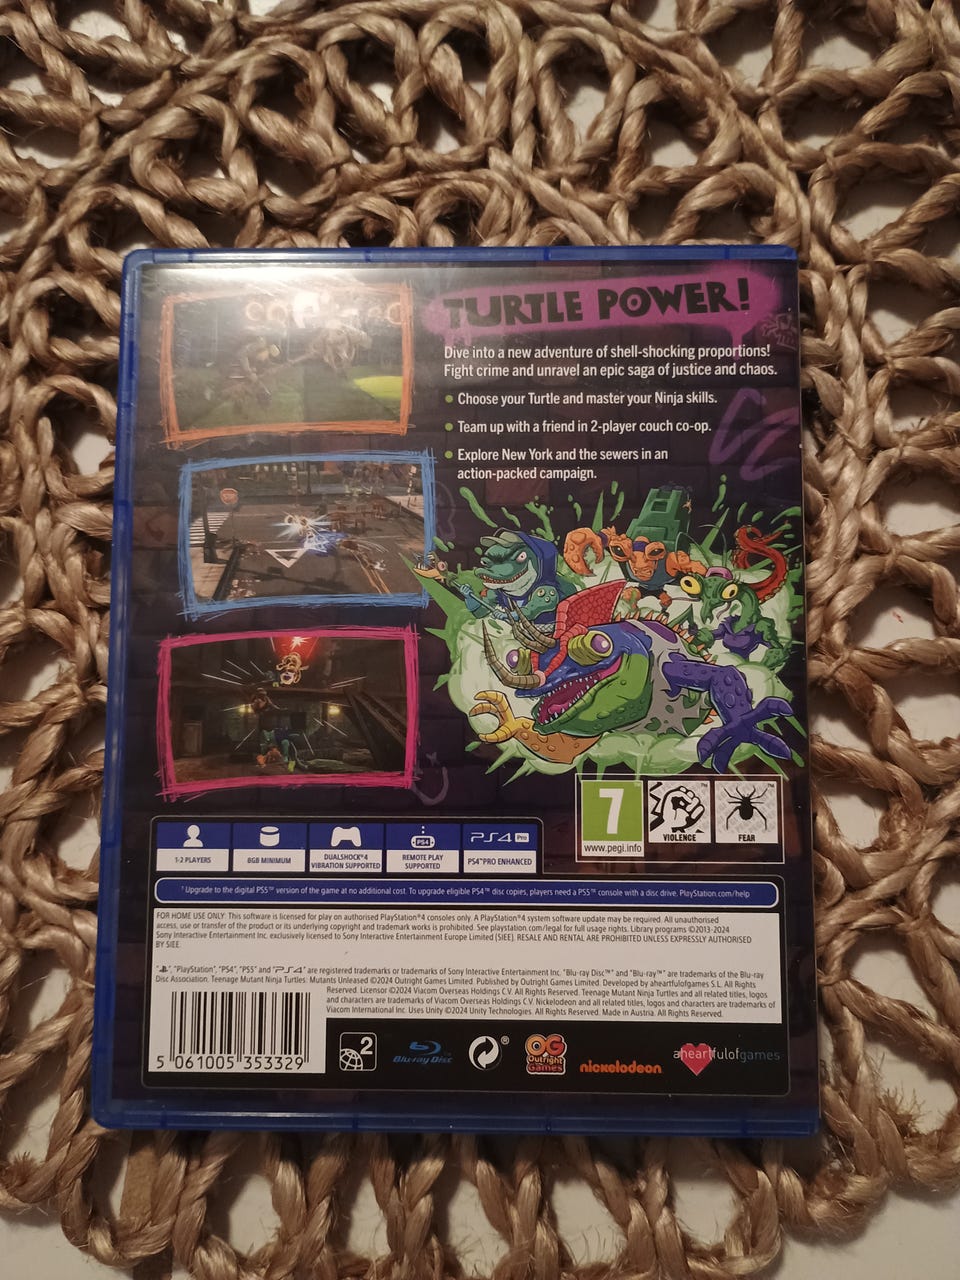 TURTLE POWER!
Dive into a new adventure of shell-shocking proportions!
Fight crime and unravel an epic saga of justice and chaos.
Choose your Turtle and master your Ninja skills.
Team up with a friend in 2-player couch co-op.
Explore New York and the sewers in an
action-packed campaign.
7
www.pegi.info
VIOLENCE
FEAR
1-2 PLAYERS
8GB MINIMUM
DUALSHOCK®4
VIBRATION SUPPORTED
PS4
REMOTE PLAY
SUPPORTED
PS4 Pro
PS4™PRO ENHANCED
¹ Upgrade to the digital PS5™ version of the game at no additional cost. To upgrade eligible PS4™ disc copies, players need a PS5™ console with a disc drive. PlayStation.com/help
FOR HOME USE ONLY: This software is licensed for play on authorised PlayStation®4 consoles only. A PlayStation®4 system software update may be required. All unauthorised
access, use or transfer of the product or its underlying copyright and trademark works is prohibited. See playstation.com/legal for full usage rights. Library programs ©2013-2024
Sony Interactive Entertainment Inc. exclusively licensed to Sony Interactive Entertainment Europe Limited (SIEE). RESALE AND RENTAL ARE PROHIBITED UNLESS EXPRESSLY AUTHORISED
BY SIEE.
"PlayStation", "PS4", "PS5" and "PS4" are registered trademarks or trademarks of Sony Interactive Entertainment Inc. "Blu-ray Disc™" and "Blu-ray™" are trademarks of the Blu-ray
Disc Association. Teenage Mutant Ninja Turtles: Mutants Unleashed ©2024 Outright Games Limited. Published by Outright Games Limited. Developed by aheartfulofgames S.L. All Rights
Reserved. Licensor ©2024 Viacom Overseas Holdings C.V. All Rights Reserved. Teenage Mutant Ninja Turtles and all related titles, logos
and characters are trademarks of Viacom Overseas Holdings C.V. Nickelodeon and all related titles, logos and characters are trademarks of
Viacom International Inc. Uses Unity ©2024 Unity Technologies. All Rights Reserved. Made in Austria. All Rights Reserved.
5 061005 353329
2
Blu-ray Disc
®
OG
Outright
Games
nickelodeon
aheartfulofgames